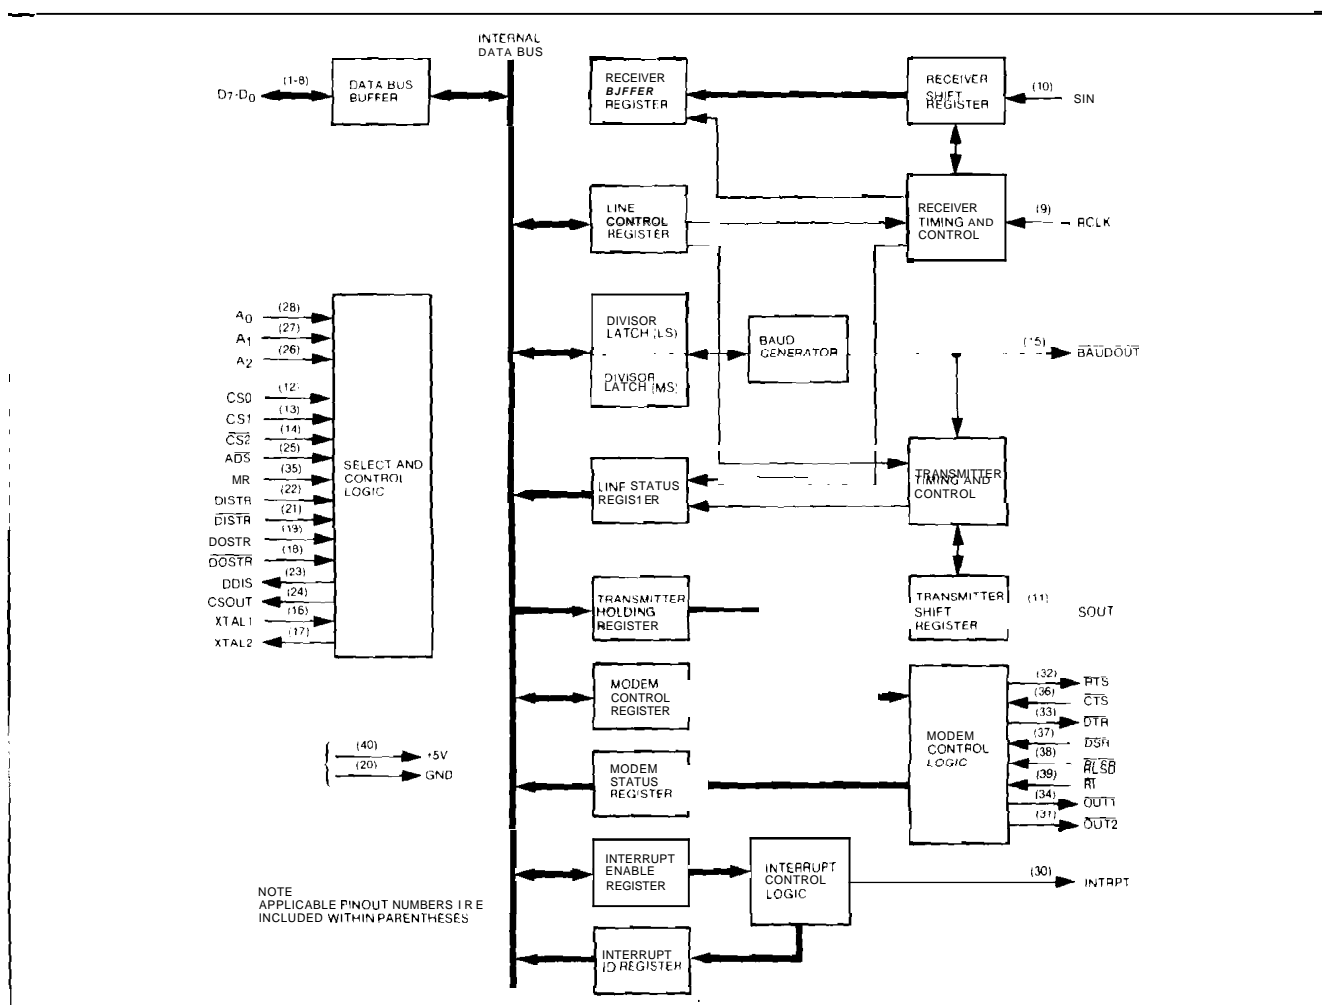 INTERNAL
DATA BUS
D7-D0
(1-8)
DATA BUS
BUFFER
RECEIVER
BUFFER
REGISTER
RECEIVER
SHIFT
REGISTER
(10)
SIN
LINE
CONTROL
REGISTER
RECEIVER
TIMING AND
CONTROL
(9)
RCLK
A0
(28)
A1
(27)
A2
(26)
CS0
(12)
CS1
(13)
CS2
(14)
ADS
(25)
MR
(35)
DISTR
(22)
DISTR
(21)
DOSTR
(19)
DOSTR
(18)
DDIS
(23)
CSOUT
(24)
XTAL1
(16)
XTAL2
(17)
SELECT AND
CONTROL
LOGIC
DIVISOR
LATCH (LS)
DIVISOR
LATCH (MS)
BAUD
GENERATOR
(15)
BAUDOUT
LINE STATUS
REGISTER
TRANSMITTER
TIMING AND
CONTROL
TRANSMITTER
HOLDING
REGISTER
TRANSMITTER
SHIFT
REGISTER
(11)
SOUT
MODEM
CONTROL
REGISTER
MODEM
STATUS
REGISTER
MODEM
CONTROL
LOGIC
(32)
RTS
(36)
CTS
(33)
DTR
(37)
DSR
(38)
RLSD
(39)
RI
(34)
OUT1
(31)
OUT2
(40)
+5V
(20)
GND
INTERRUPT
ENABLE
REGISTER
INTERRUPT
CONTROL
LOGIC
(30)
INTRPT
INTERRUPT
ID REGISTER
NOTE
APPLICABLE PINOUT NUMBERS IRE
INCLUDED WITHIN PARENTHESES